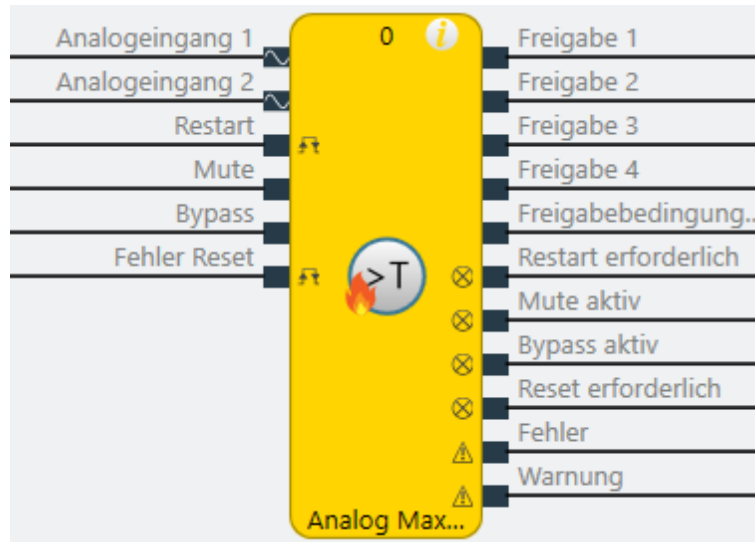 0
Analogeingang 1
Analogeingang 2
Restart
Mute
Bypass
Fehler Reset
>T
Freigabe 1
Freigabe 2
Freigabe 3
Freigabe 4
Freigabebedingung..
Restart erforderlich
Mute aktiv
Bypass aktiv
Reset erforderlich
Fehler
Warnung
Analog Max...